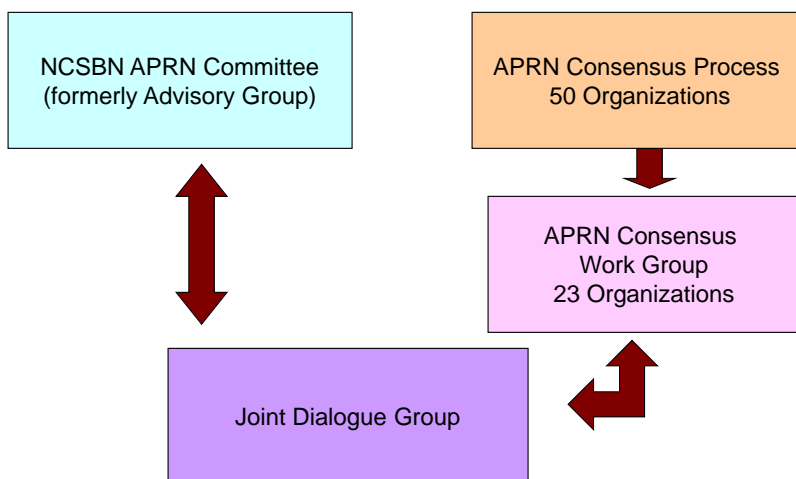 NCSBN APRN Committee
(formerly Advisory Group)
APRN Consensus Process
50 Organizations
APRN Consensus
Work Group
23 Organizations
Joint Dialogue Group